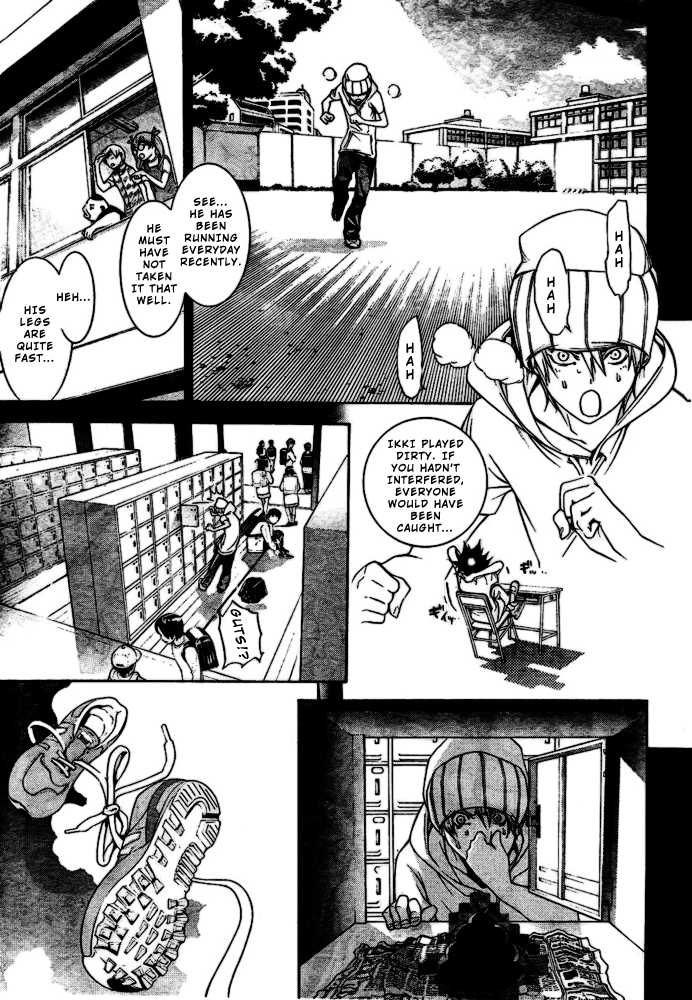 HAH
HAH
HAH
SEE...
HE HAS
BEEN
RUNNING
EVERYDAY
RECENTLY.
HE
MUST
HAVE
NOT
TAKEN
IT THAT
WELL.
HEH...
HIS
LEGS
ARE
QUITE
FAST...
IKKI PLAYED
DIRTY. IF
YOU HADN'T
INTERFERED,
EVERYONE
WOULD HAVE
BEEN
CAUGHT...
GUTS!?